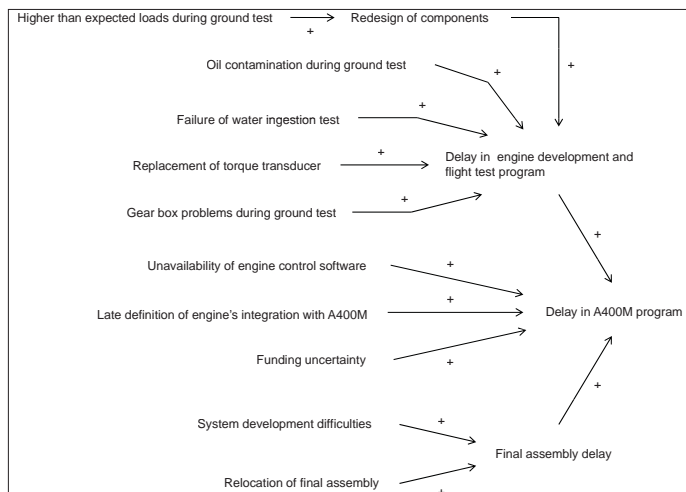 Higher than expected loads during ground test
Redesign of components
+
+
Oil contamination during ground test
+
Failure of water ingestion test
+
Replacement of torque transducer
+
Delay in engine development and
flight test program
Gear box problems during ground test
+
+
Unavailability of engine control software
+
Late definition of engine's integration with A400M
+
Delay in A400M program
Funding uncertainty
+
+
System development difficulties
+
Final assembly delay
Relocation of final assembly
+